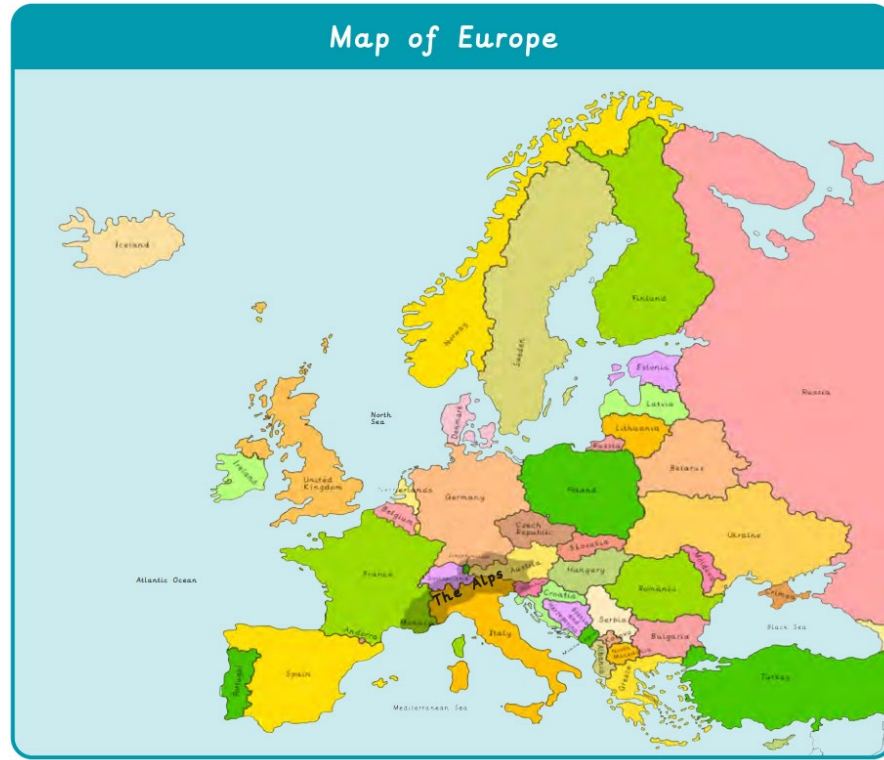 Map of Europe
Iceland
Norway
Sweden
Finland
Russia
Estonia
Latvia
Lithuania
Russia
North
Sea
Denmark
Ireland
United
Kingdom
Netherlands
Belgium
Germany
Poland
Belarus
Czech
Republic
Slovakia
Ukraine
Atlantic Ocean
France
Austria
Hungary
Moldova
The Alps
Monaco
Croatia
Romania
Crimea
Serbia
Andorra
Italy
Bulgaria
Black Sea
Portugal
Spain
Greece
Turkey
Mediterranean Sea